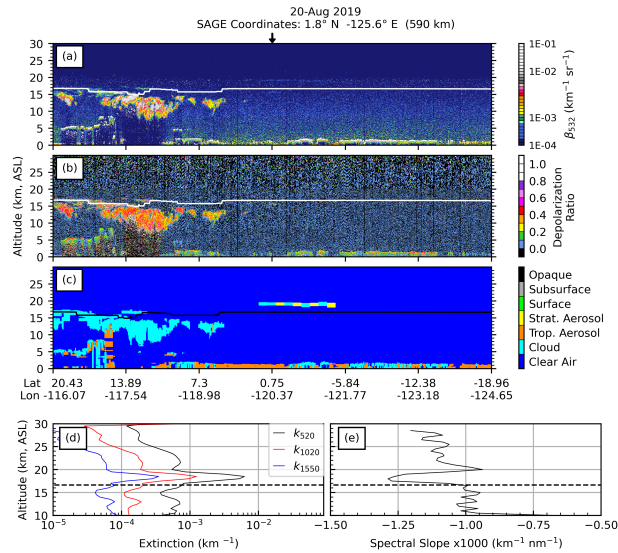 20-Aug 2019
SAGE Coordinates: 1.8° N -125.6° E (590 km)
(a)
30
25
20
15
10
5
0
1E-01
1E-02
1E-03
1E-04
β532 (km⁻¹ sr⁻¹)
(b)
Altitude (km, ASL)
30
25
20
15
10
5
0
1.0
0.8
0.6
0.4
0.2
0.0
Depolarization
Ratio
(c)
30
25
20
15
10
5
0
Opaque
Subsurface
Surface
Strat. Aerosol
Trop. Aerosol
Cloud
Clear Air
Lat 20.43 13.89 7.3 0.75 -5.84 -12.38 -18.96
Lon -116.07 -117.54 -118.98 -120.37 -121.77 -123.18 -124.65
(d)
Altitude (km, ASL)
30
25
20
15
10
k520
k1020
k1550
10⁻⁵ 10⁻⁴ 10⁻³ 10⁻²
Extinction (km⁻¹)
(e)
-1.50 -1.25 -1.00 -0.75 -0.50
Spectral Slope x1000 (km⁻¹ nm⁻¹)